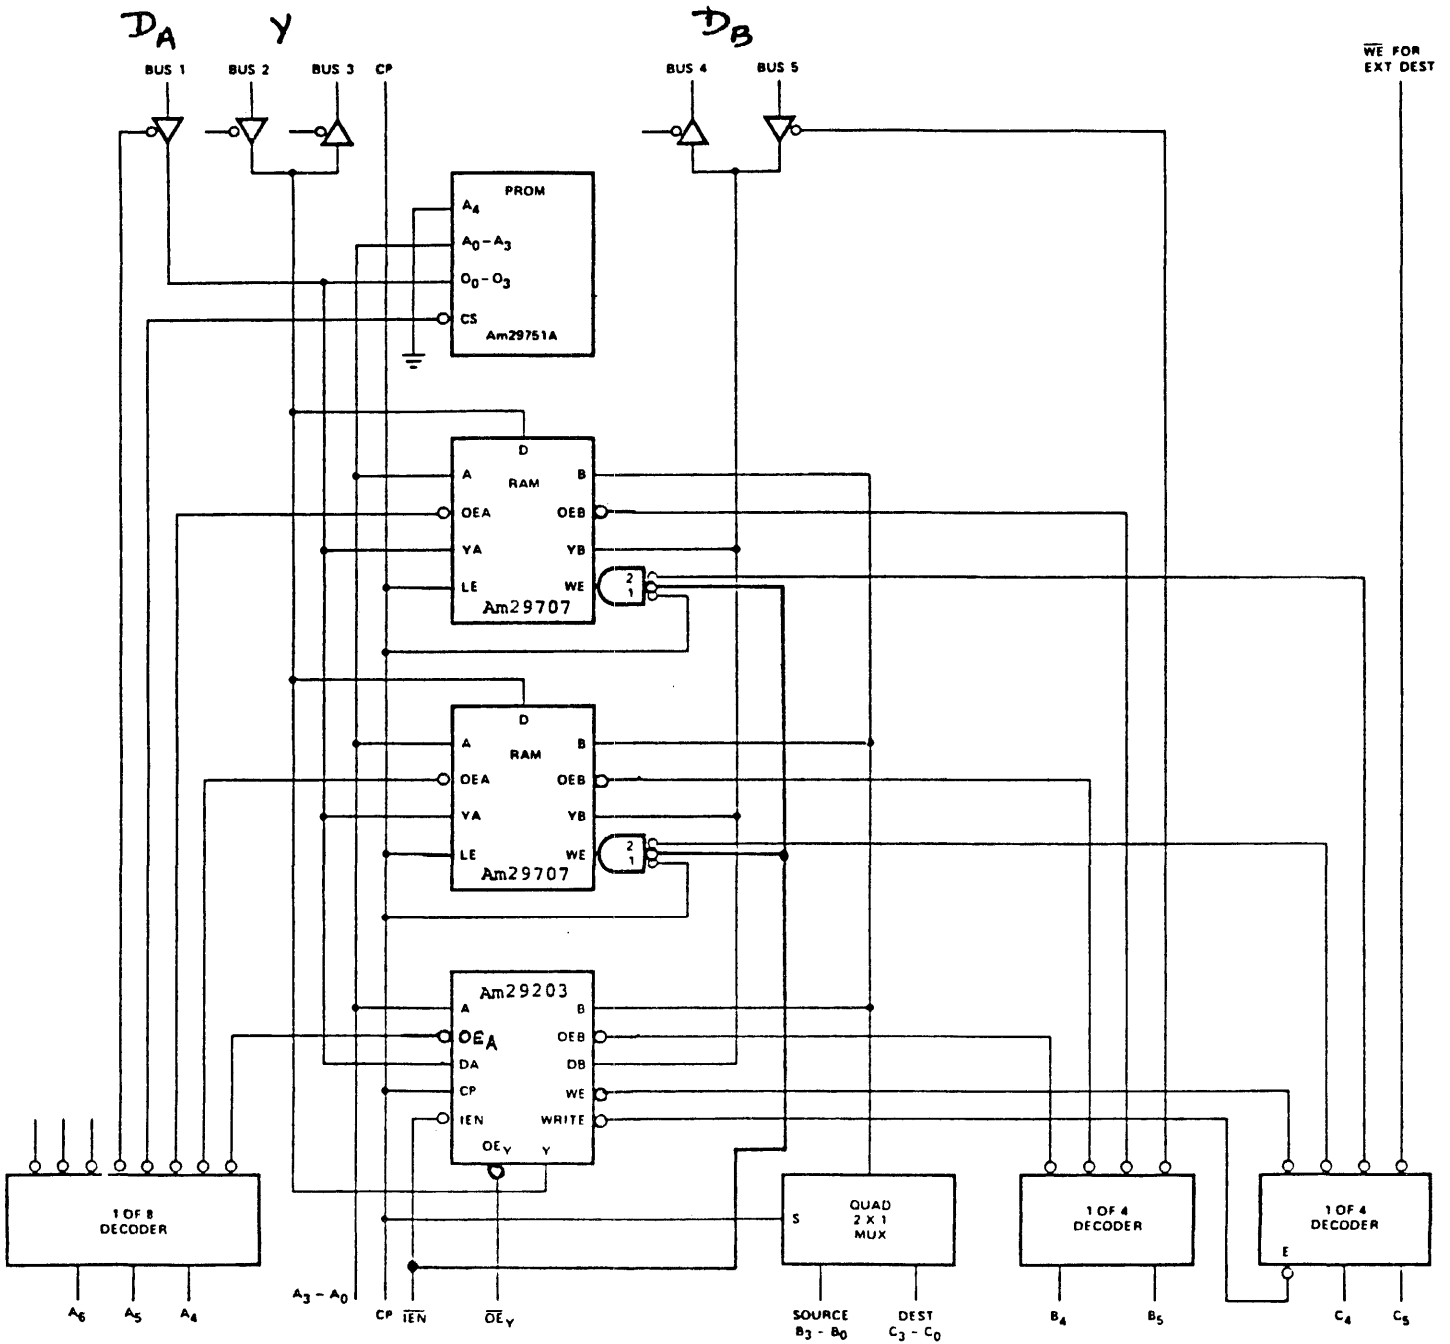 DA Y DB
BUS 1 BUS 2 BUS 3 CP BUS 4 BUS 5 WE FOR
EXT DEST
PROM
A4
A0-A3
O0-O3
CS
Am29751A
D
A RAM B
OEA OEB
YA YB
LE WE 2
1
Am29707
D
A RAM B
OEA OEB
YA YB
LE WE 2
1
Am29707
Am29203
A B
OEA OEB
DA DB
CP WE
IEN WRITE
OEY Y
1 OF 8
DECODER
S QUAD
2 X 1
MUX
1 OF 4
DECODER
1 OF 4
DECODER
E
A6 A5 A4 A3-A0 CP IEN OEY
SOURCE
B3-B0
DEST
C3-C0
B4 B5 C4 C5